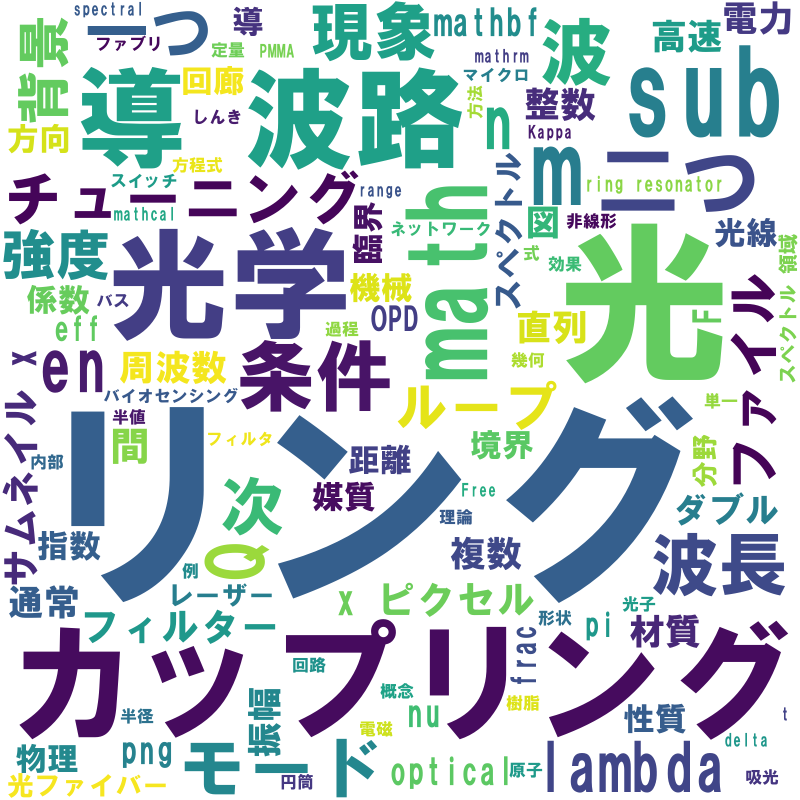 spectral
一つ
導
現象
mathbf
電力
ファブリ
定量
PMMA
mathrm
高速
背景
回廊
マイクロ
波
sub
導波路
しんき
方法
n
整数
Kappa
方向
方程式
m
二つ
スイッチ
range
ring resonator
チューニング
mathcal
臨界
math
ネットワーク
スペクトル
図
非線形
光線
強度
光学
式
効果
光
領域
係数
バス
機械
OPD
過程
直列
F
ファイル
スペクトル
eff
en
周波数
条件
幾何
サムネイル x
バイオセンシング
ループ
単一
半値
間
フィルタ
リング
距離
境界
分野
内部
媒質
Free
次
Q
理論
複数
ダブル
指数
例
波長
通常
レーザー
x ピクセル
形状
光子
フィルター
frac
pi
材質
カップリング
回路
概念
樹脂
半径
振幅
電磁
nu
性質
t
物理
png
モード
delta
光ファイバー
円筒
optical
原子
lambda
吸光